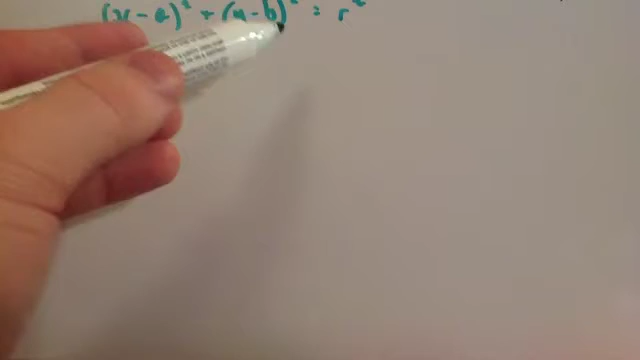 (x-a)² + (y-b)² = r²